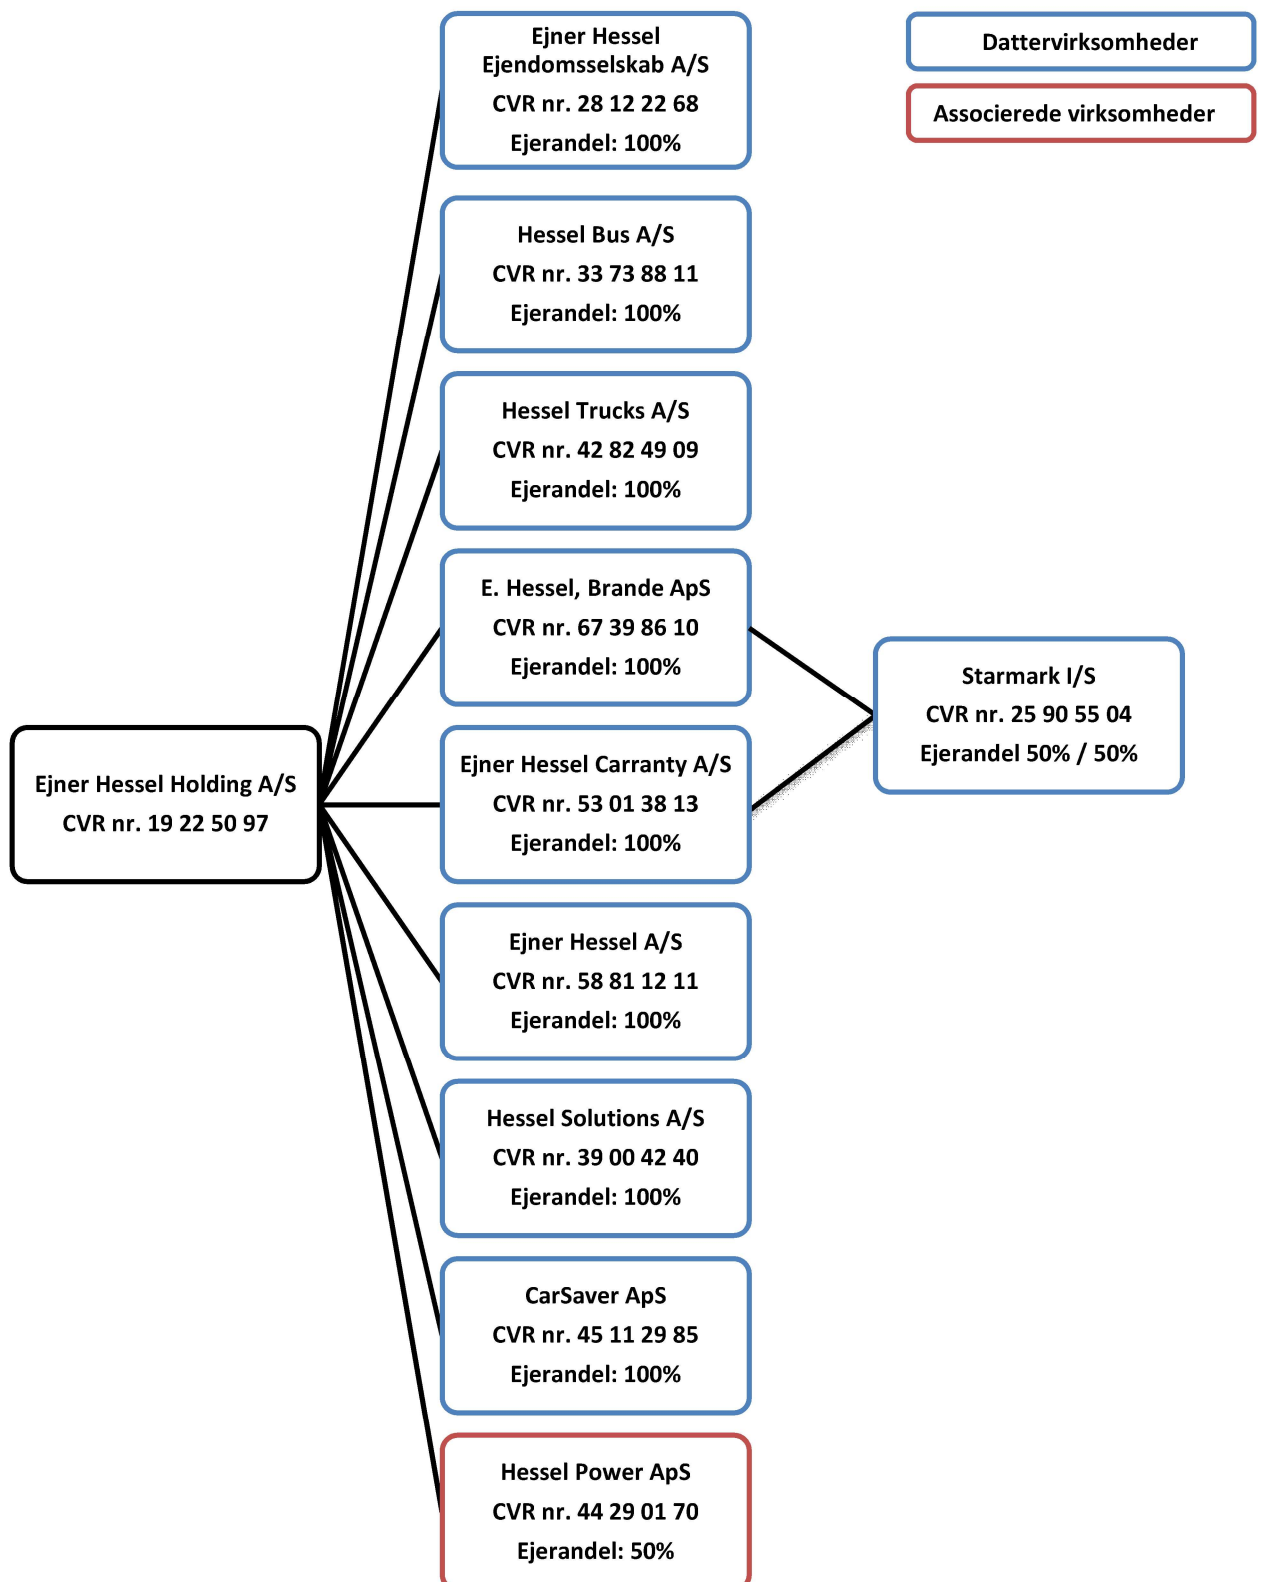 Ejner Hessel
Ejendomsselskab A/S
CVR nr. 28 12 22 68
Ejerandel: 100%
Dattervirksomheder
Associerede virksomheder
Hessel Bus A/S
CVR nr. 33 73 88 11
Ejerandel: 100%
Hessel Trucks A/S
CVR nr. 42 82 49 09
Ejerandel: 100%
E. Hessel, Brande ApS
CVR nr. 67 39 86 10
Ejerandel: 100%
Starmark I/S
CVR nr. 25 90 55 04
Ejerandel 50% / 50%
Ejner Hessel Holding A/S
CVR nr. 19 22 50 97
Ejner Hessel Carranty A/S
CVR nr. 53 01 38 13
Ejerandel: 100%
Ejner Hessel A/S
CVR nr. 58 81 12 11
Ejerandel: 100%
Hessel Solutions A/S
CVR nr. 39 00 42 40
Ejerandel: 100%
CarSaver ApS
CVR nr. 45 11 29 85
Ejerandel: 100%
Hessel Power ApS
CVR nr. 44 29 01 70
Ejerandel: 50%